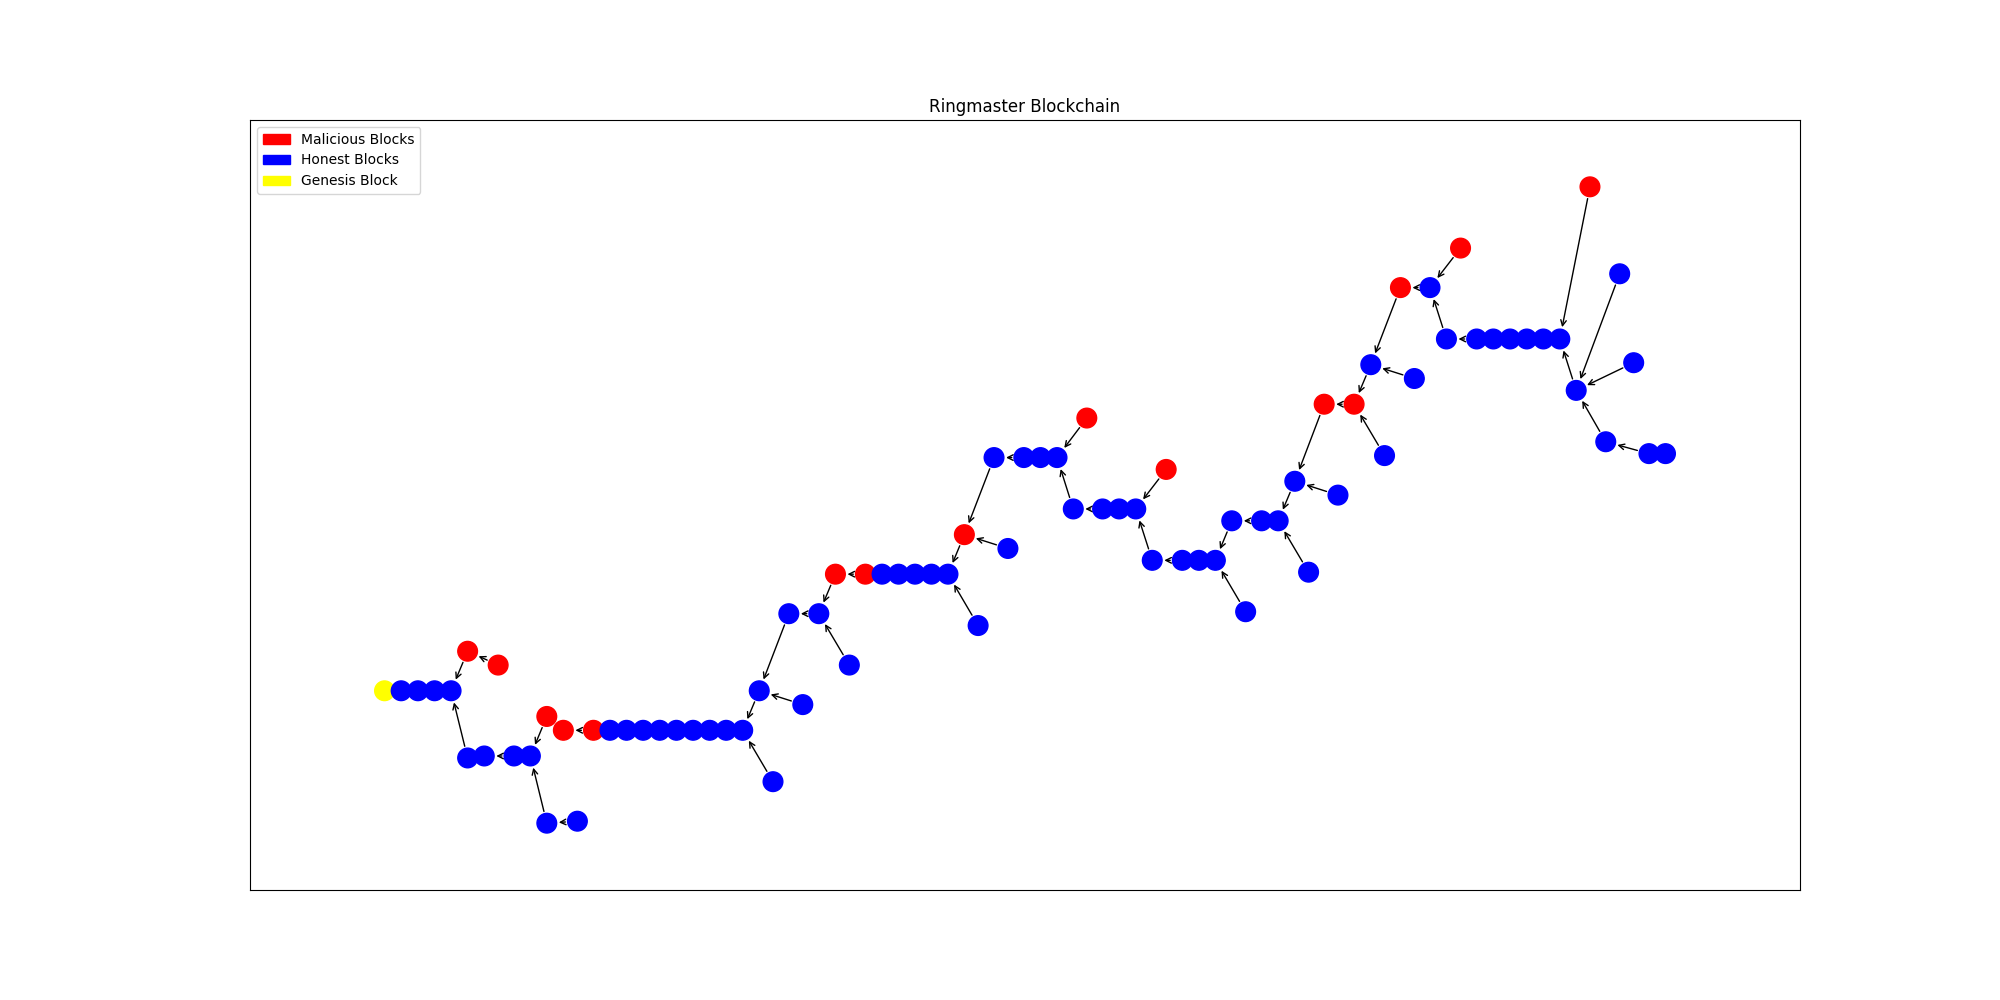 Ringmaster Blockchain
Malicious Blocks
Honest Blocks
Genesis Block